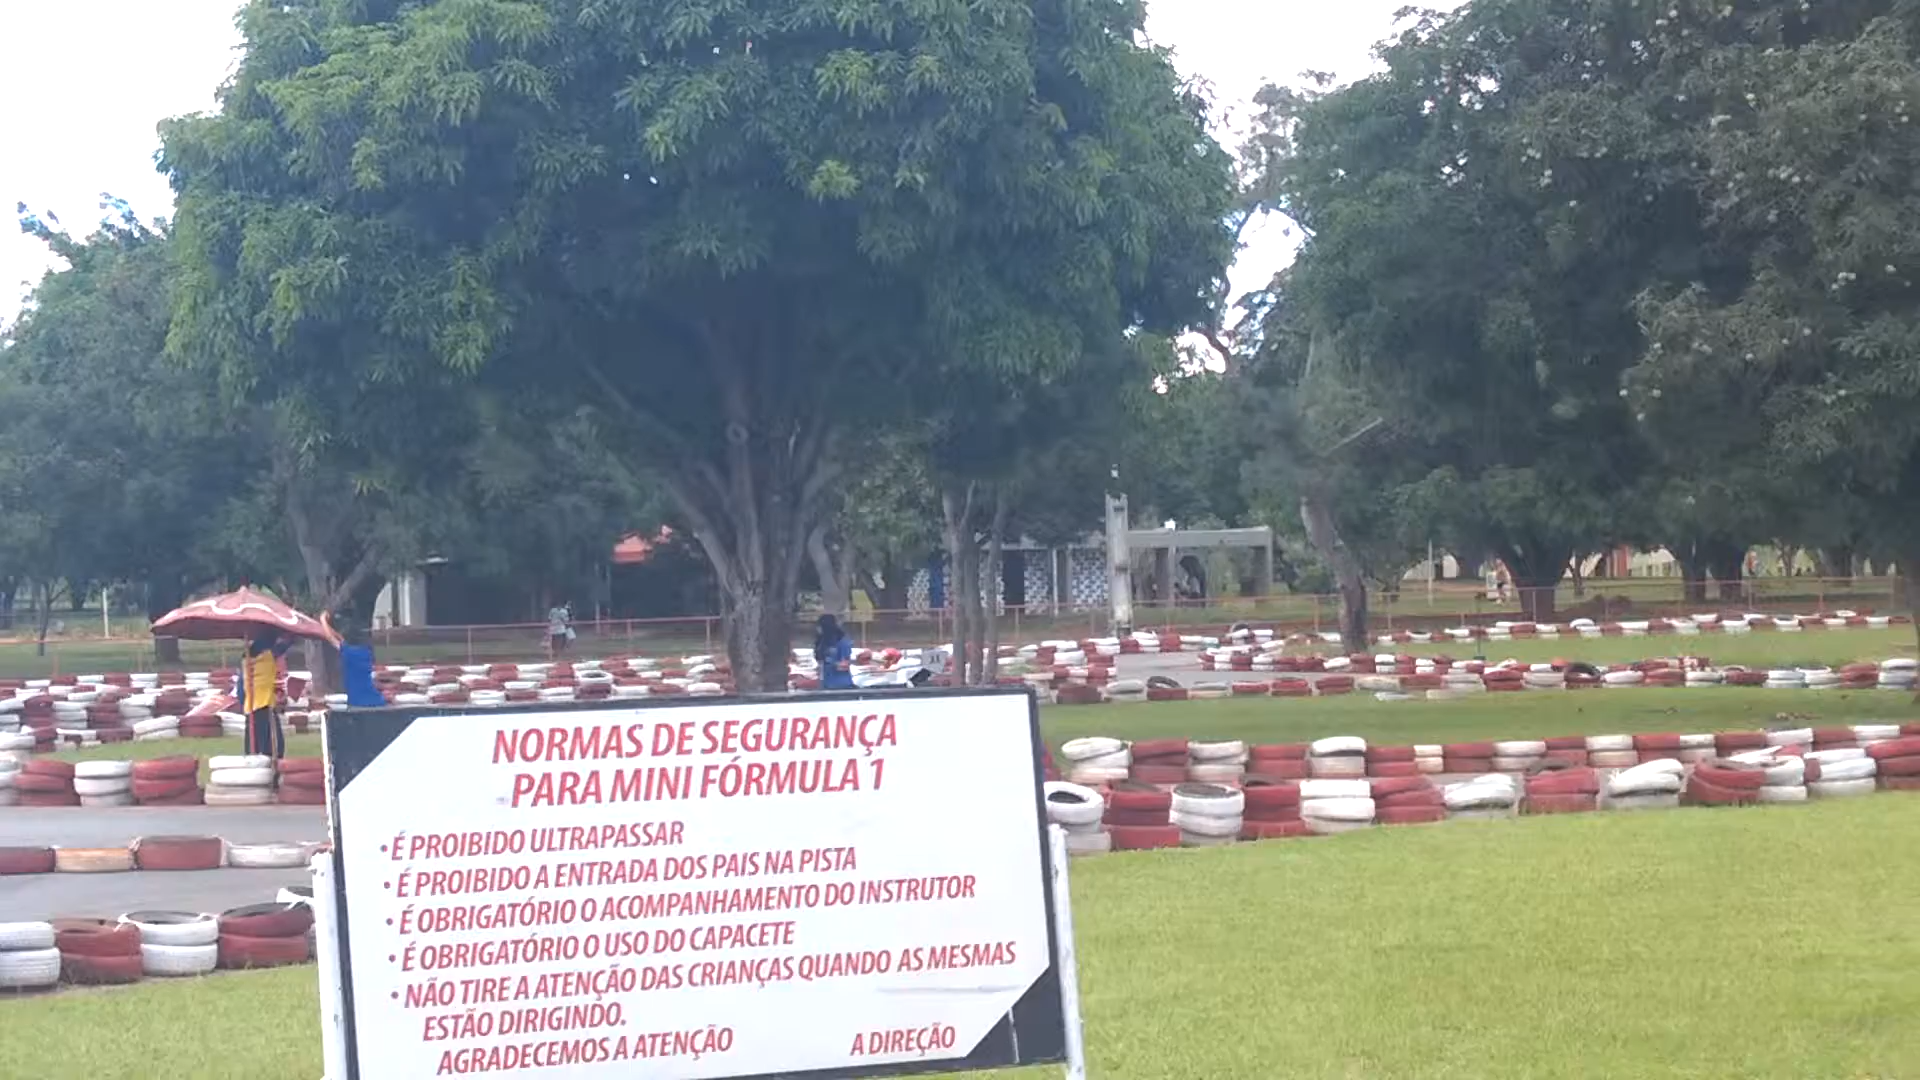 NORMAS DE SEGURANÇA
PARA MINI FÓRMULA 1
• É PROIBIDO ULTRAPASSAR
• É PROIBIDO A ENTRADA DOS PAIS NA PISTA
• É OBRIGATÓRIO O ACOMPANHAMENTO DO INSTRUTOR
• É OBRIGATÓRIO O USO DO CAPACETE
• NÃO TIRE A ATENÇÃO DAS CRIANÇAS QUANDO AS MESMAS
ESTÃO DIRIGINDO.
AGRADECEMOS A ATENÇÃO A DIREÇÃO